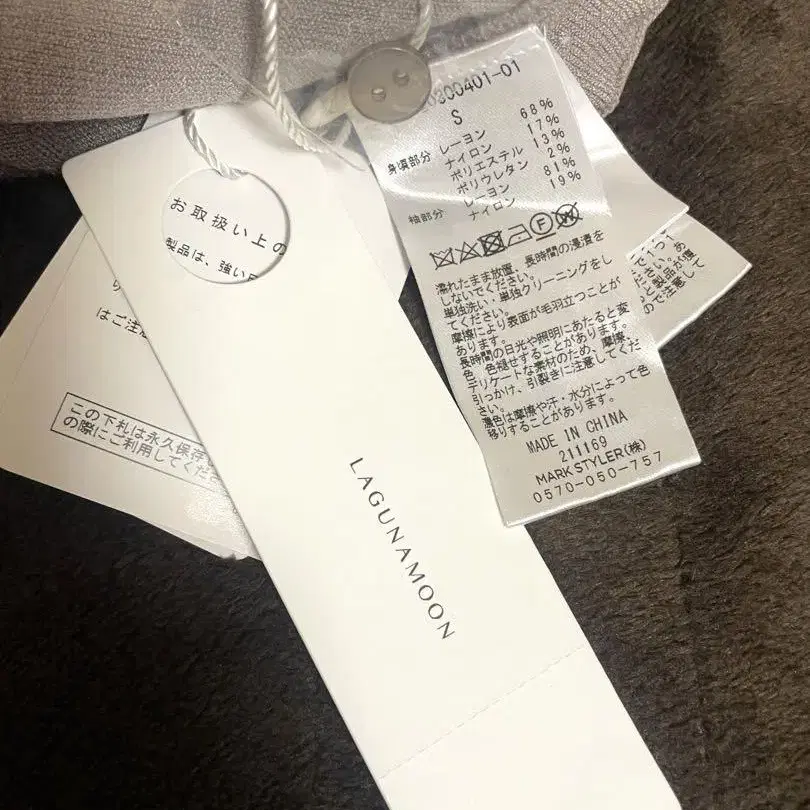 0300401-01
S
身頃部分 レーヨン 68%
ナイロン 17%
ポリエステル 13%
ポリウレタン 2%
袖部分 レーヨン 81%
ナイロン 19%
濡れたまま放置、長時間の浸漬を
しないでください。
単独洗い、単独クリーニングをし
てください。
摩擦により表面が毛羽立つことが
あります。
長時間の日光や照明にあたると変
色、色褪せすることがあります。
デリケートな素材のため、摩擦、
引っかけ、引裂きに注意してくだ
さい。
濃色は摩擦や汗・水分によって色
移りすることがあります。
MADE IN CHINA
211169
MARK STYLER(株)
0570-050-757
お取扱い上の
製品は、強い
はご注意
この下札は永久保存
の際にご利用してくだ
LAGUNAMOON